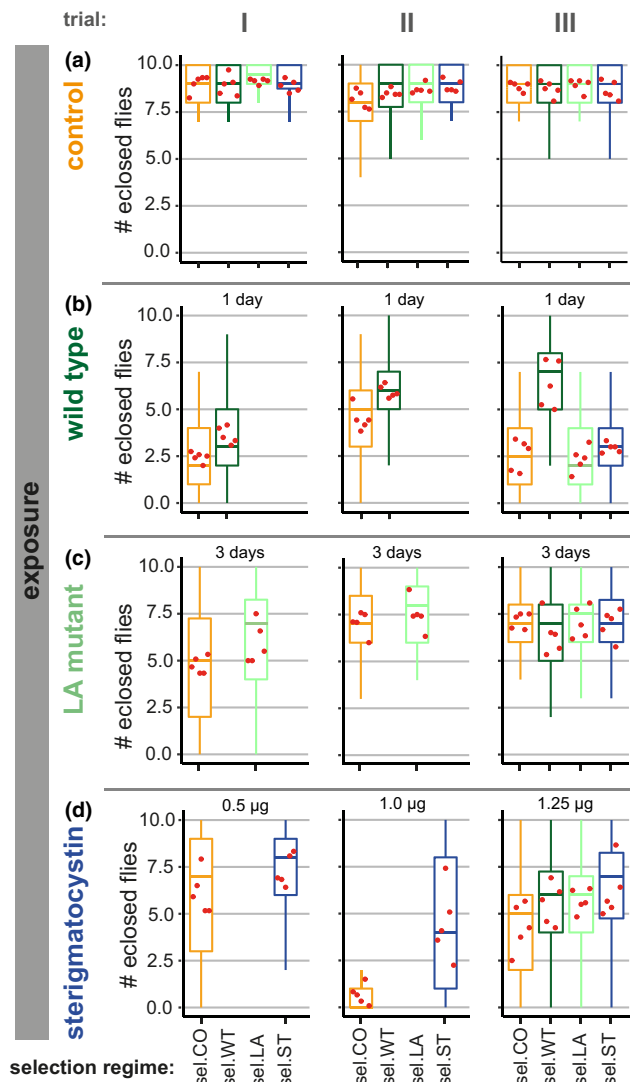 trial: I II III
exposure
(a)
control
# eclosed flies
10.0
7.5
5.0
2.5
0.0
(b)
wild type
# eclosed flies
1 day 1 day 1 day
10.0
7.5
5.0
2.5
0.0
(c)
LA mutant
# eclosed flies
3 days 3 days 3 days
10.0
7.5
5.0
2.5
0.0
(d)
sterigmatocystin
# eclosed flies
0.5 µg 1.0 µg 1.25 µg
10.0
7.5
5.0
2.5
0.0
selection regime: sel.CO sel.WT sel.LA sel.ST sel.CO sel.WT sel.LA sel.ST sel.CO sel.WT sel.LA sel.ST